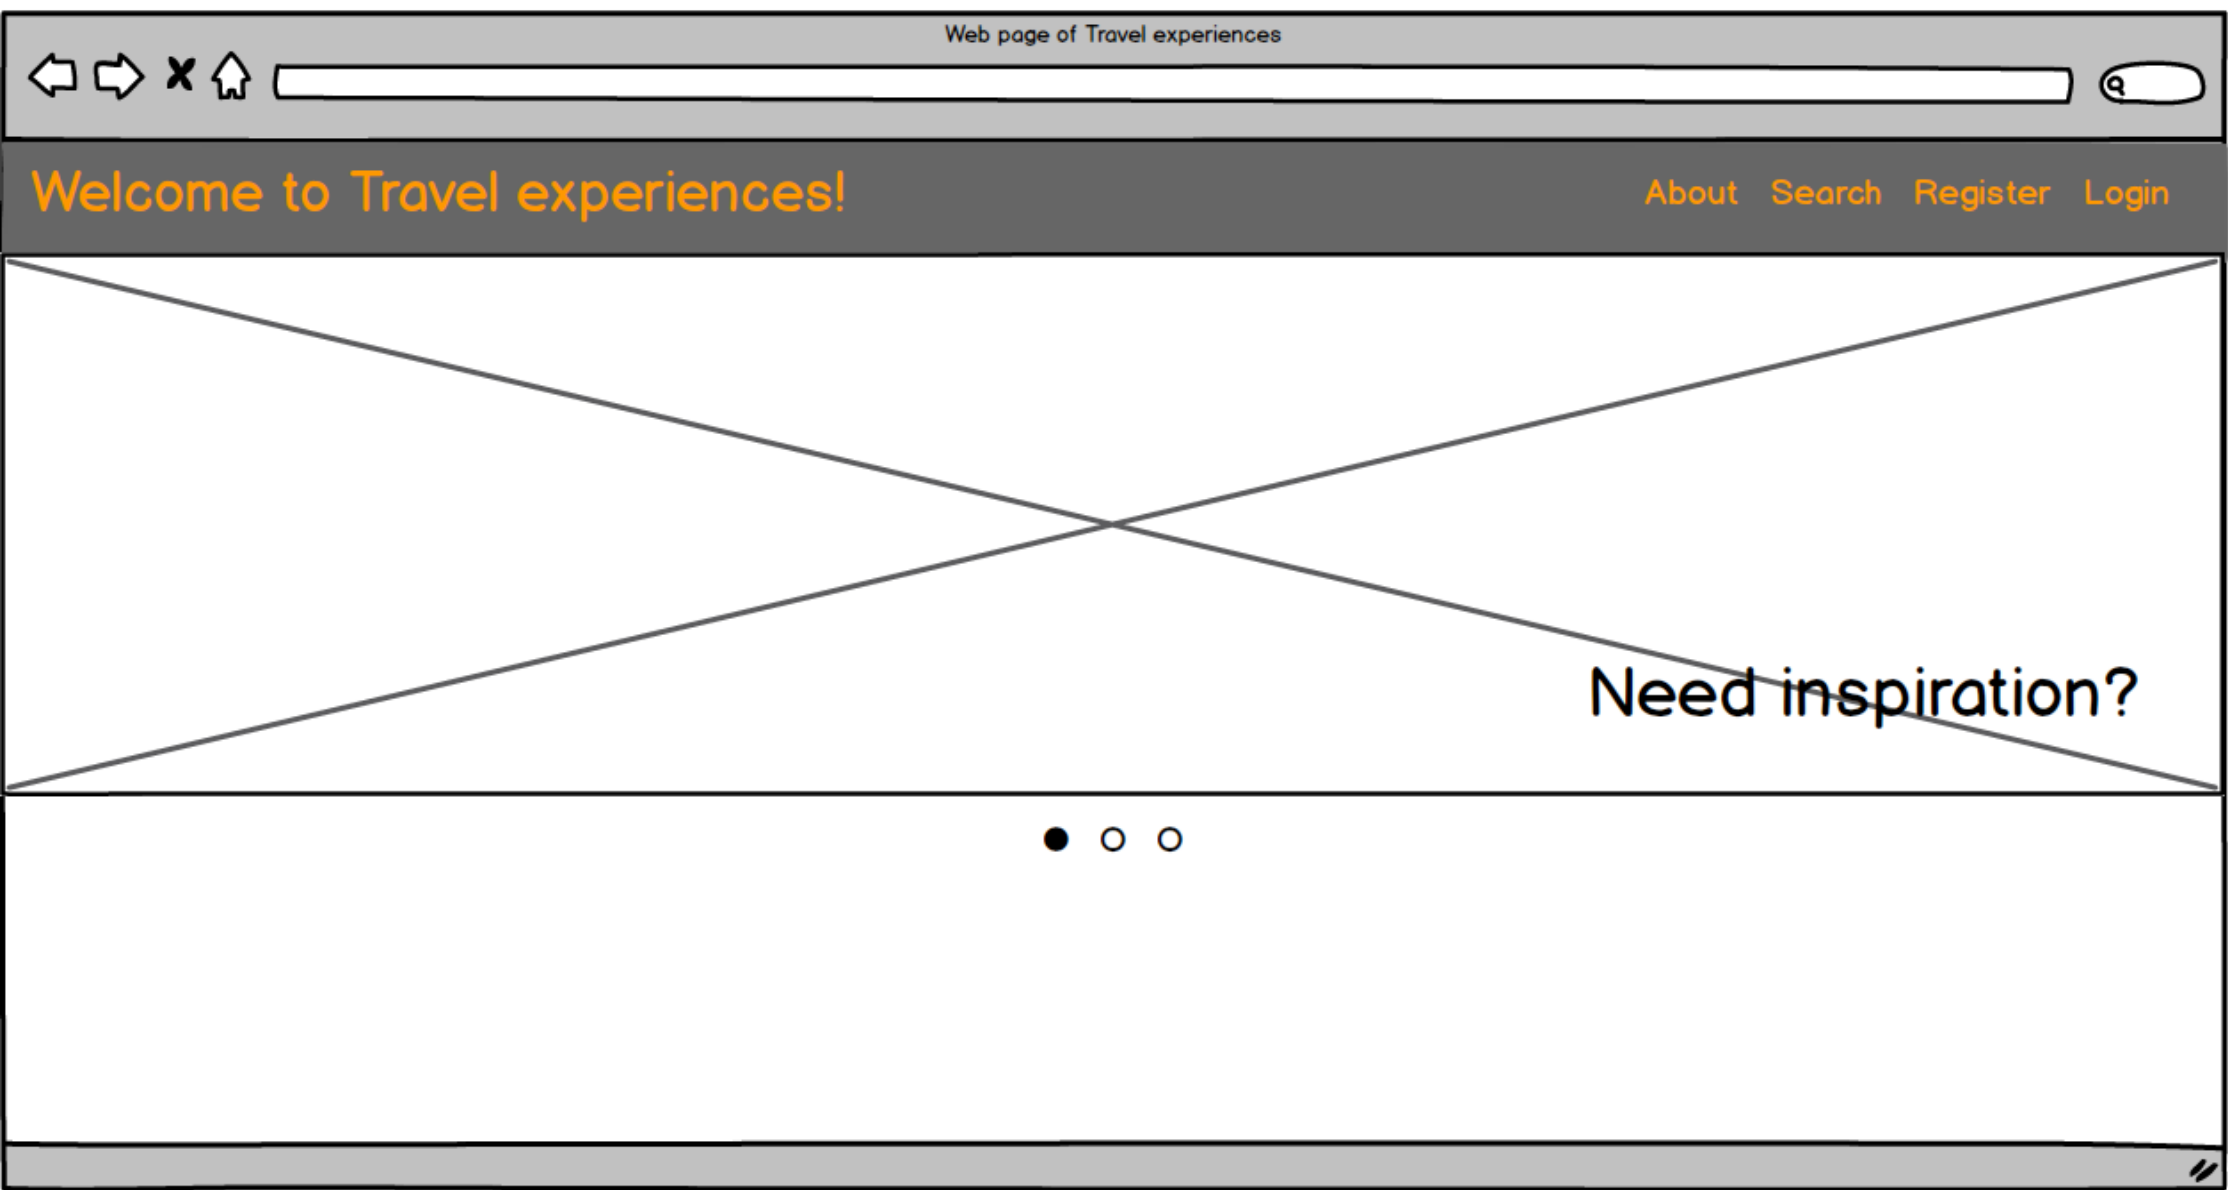 Web page of Travel experiences
Welcome to Travel experiences!
About Search Register Login
Need inspiration?